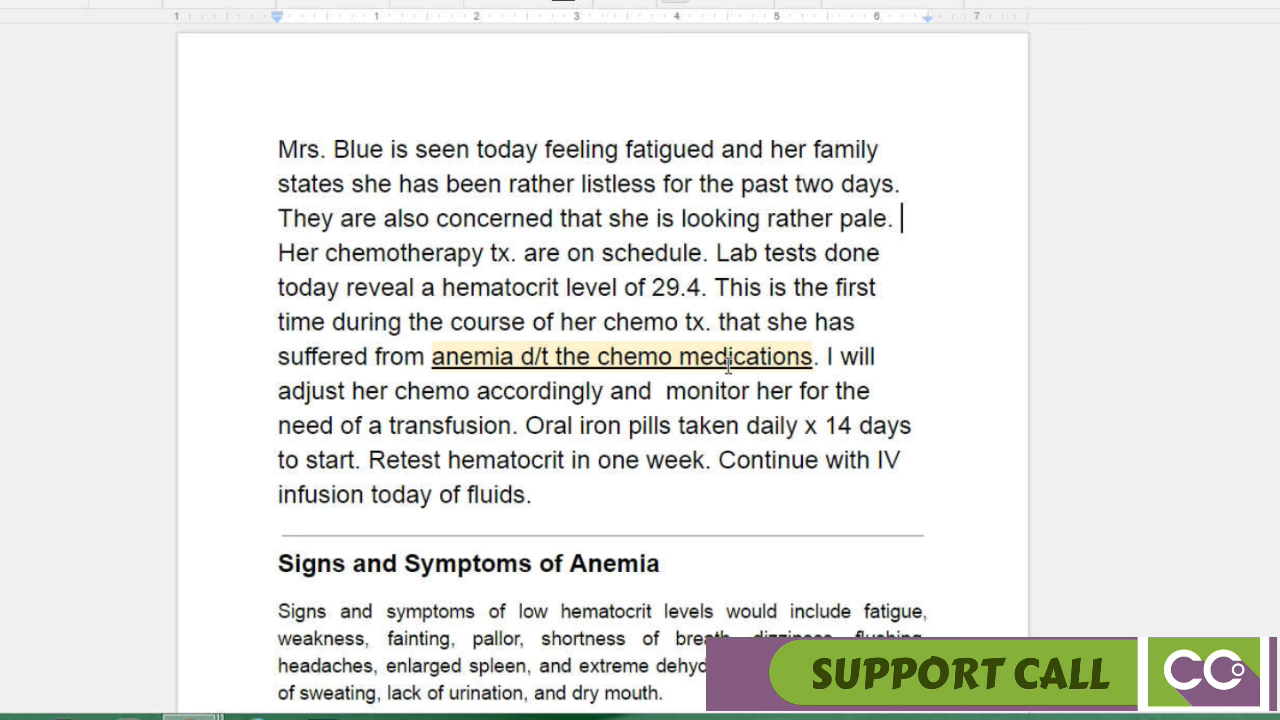 1 1 2 3 4 5 6 7
Mrs. Blue is seen today feeling fatigued and her family
states she has been rather listless for the past two days.
They are also concerned that she is looking rather pale.
Her chemotherapy tx. are on schedule. Lab tests done
today reveal a hematocrit level of 29.4. This is the first
time during the course of her chemo tx. that she has
suffered from anemia d/t the chemo medications. I will
adjust her chemo accordingly and  monitor her for the
need of a transfusion. Oral iron pills taken daily x 14 days
to start. Retest hematocrit in one week. Continue with IV
infusion today of fluids.
Signs and Symptoms of Anemia
Signs and symptoms of low hematocrit levels would include fatigue,
weakness, fainting, pallor, shortness of breath, dizziness, flushing,
headaches, enlarged spleen, and extreme
of sweating, lack of urination, and dry mouth.
SUPPORT CALL
CCO